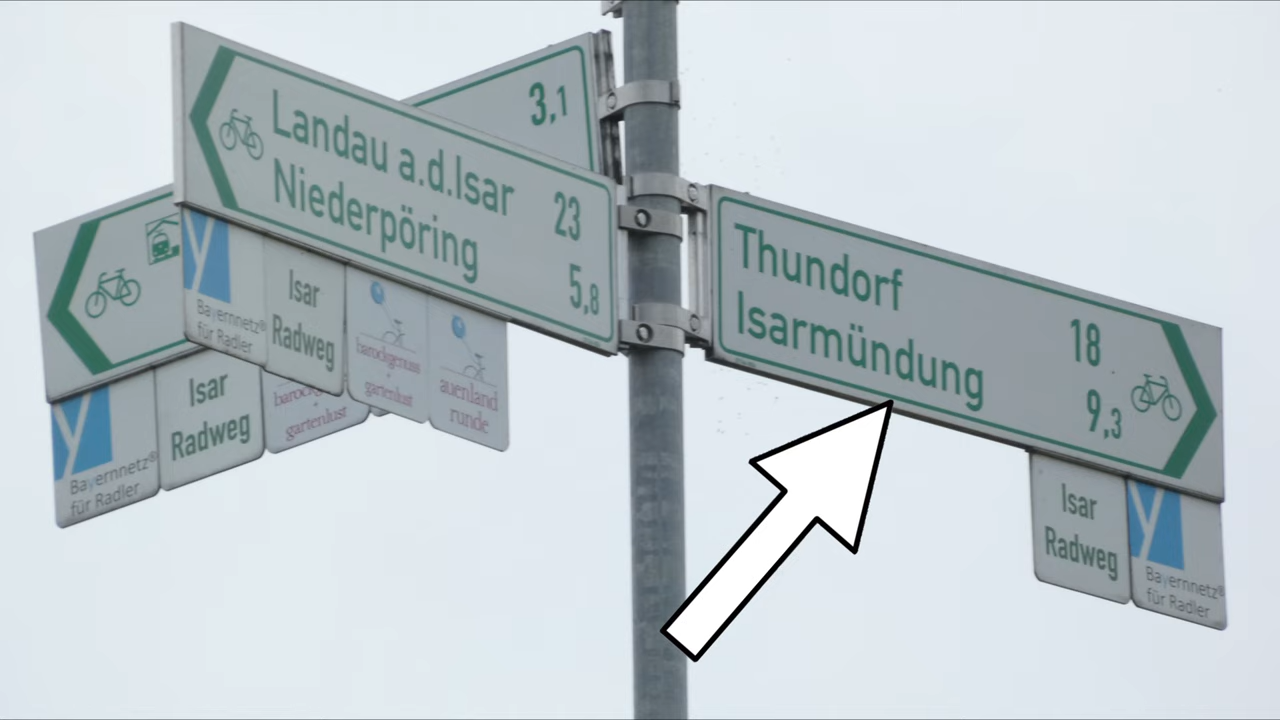 3,1
Landau a.d.Isar 23
Niederpöring 5,8
Thundorf 18
Isarmündung 9,3
Bayernnetz®
für Radler
Isar
Radweg
barockgenuss
+
gartenlust
auenland
runde
Bayernnetz®
für Radler
Isar
Radweg
gartenlust
Isar
Radweg
Bayernnetz®
für Radler